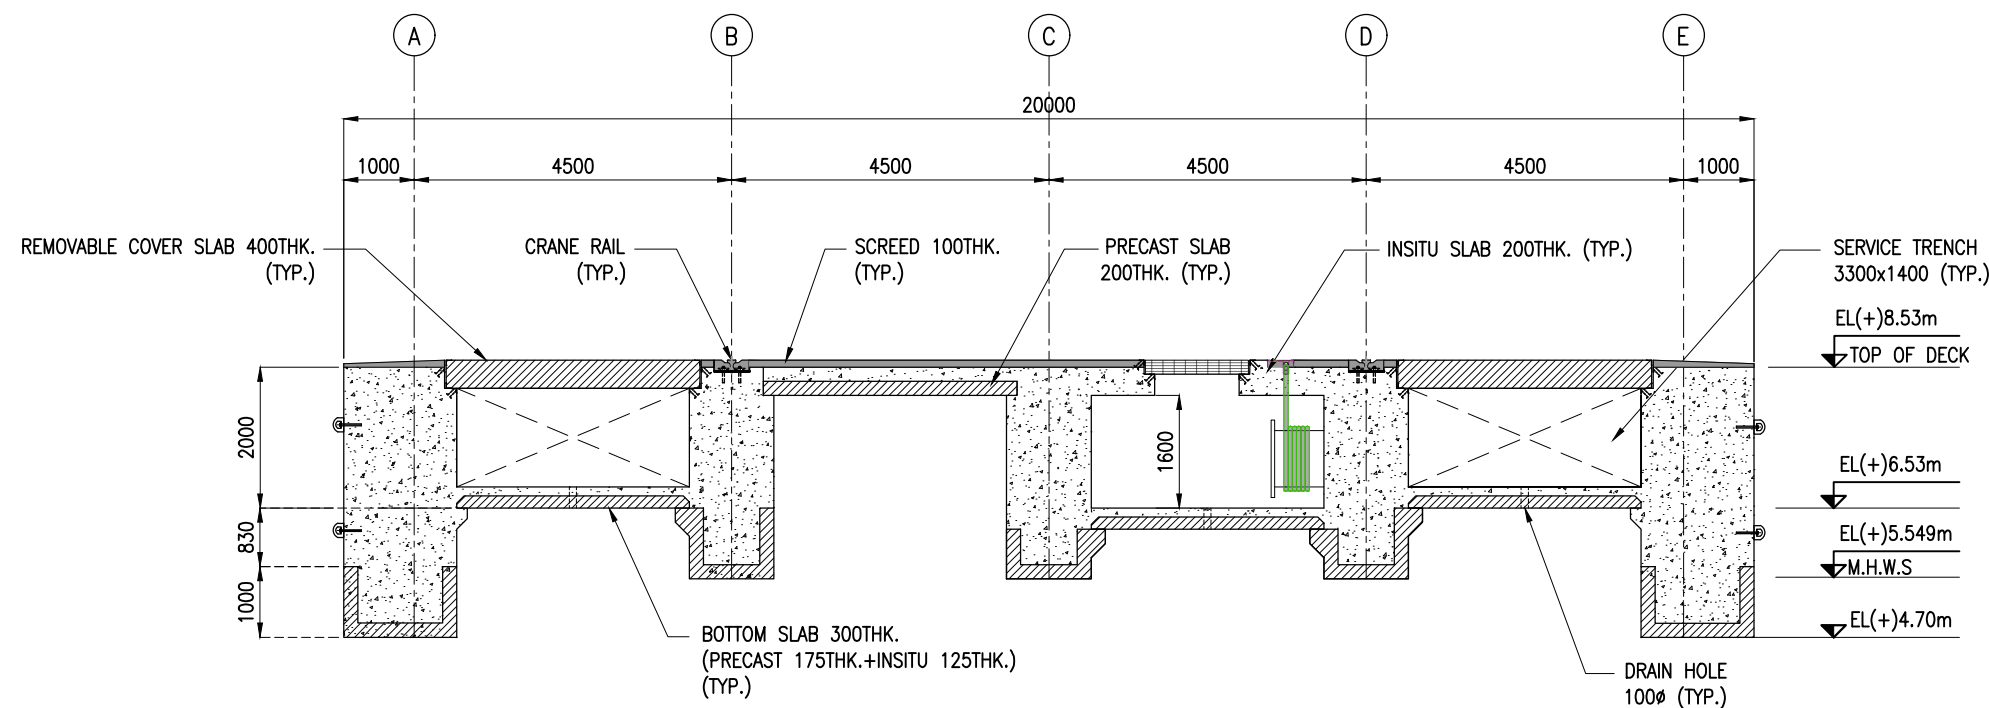 A
B
C
D
E
20000
1000
4500
4500
4500
4500
1000
REMOVABLE COVER SLAB 400THK.
(TYP.)
CRANE RAIL
(TYP.)
SCREED 100THK.
(TYP.)
PRECAST SLAB
200THK. (TYP.)
INSITU SLAB 200THK. (TYP.)
SERVICE TRENCH
3300x1400 (TYP.)
EL(+)8.53m
TOP OF DECK
2000
1600
EL(+)6.53m
830
EL(+)5.549m
M.H.W.S
1000
EL(+)4.70m
BOTTOM SLAB 300THK.
(PRECAST 175THK.+INSITU 125THK.)
(TYP.)
DRAIN HOLE
100ø (TYP.)